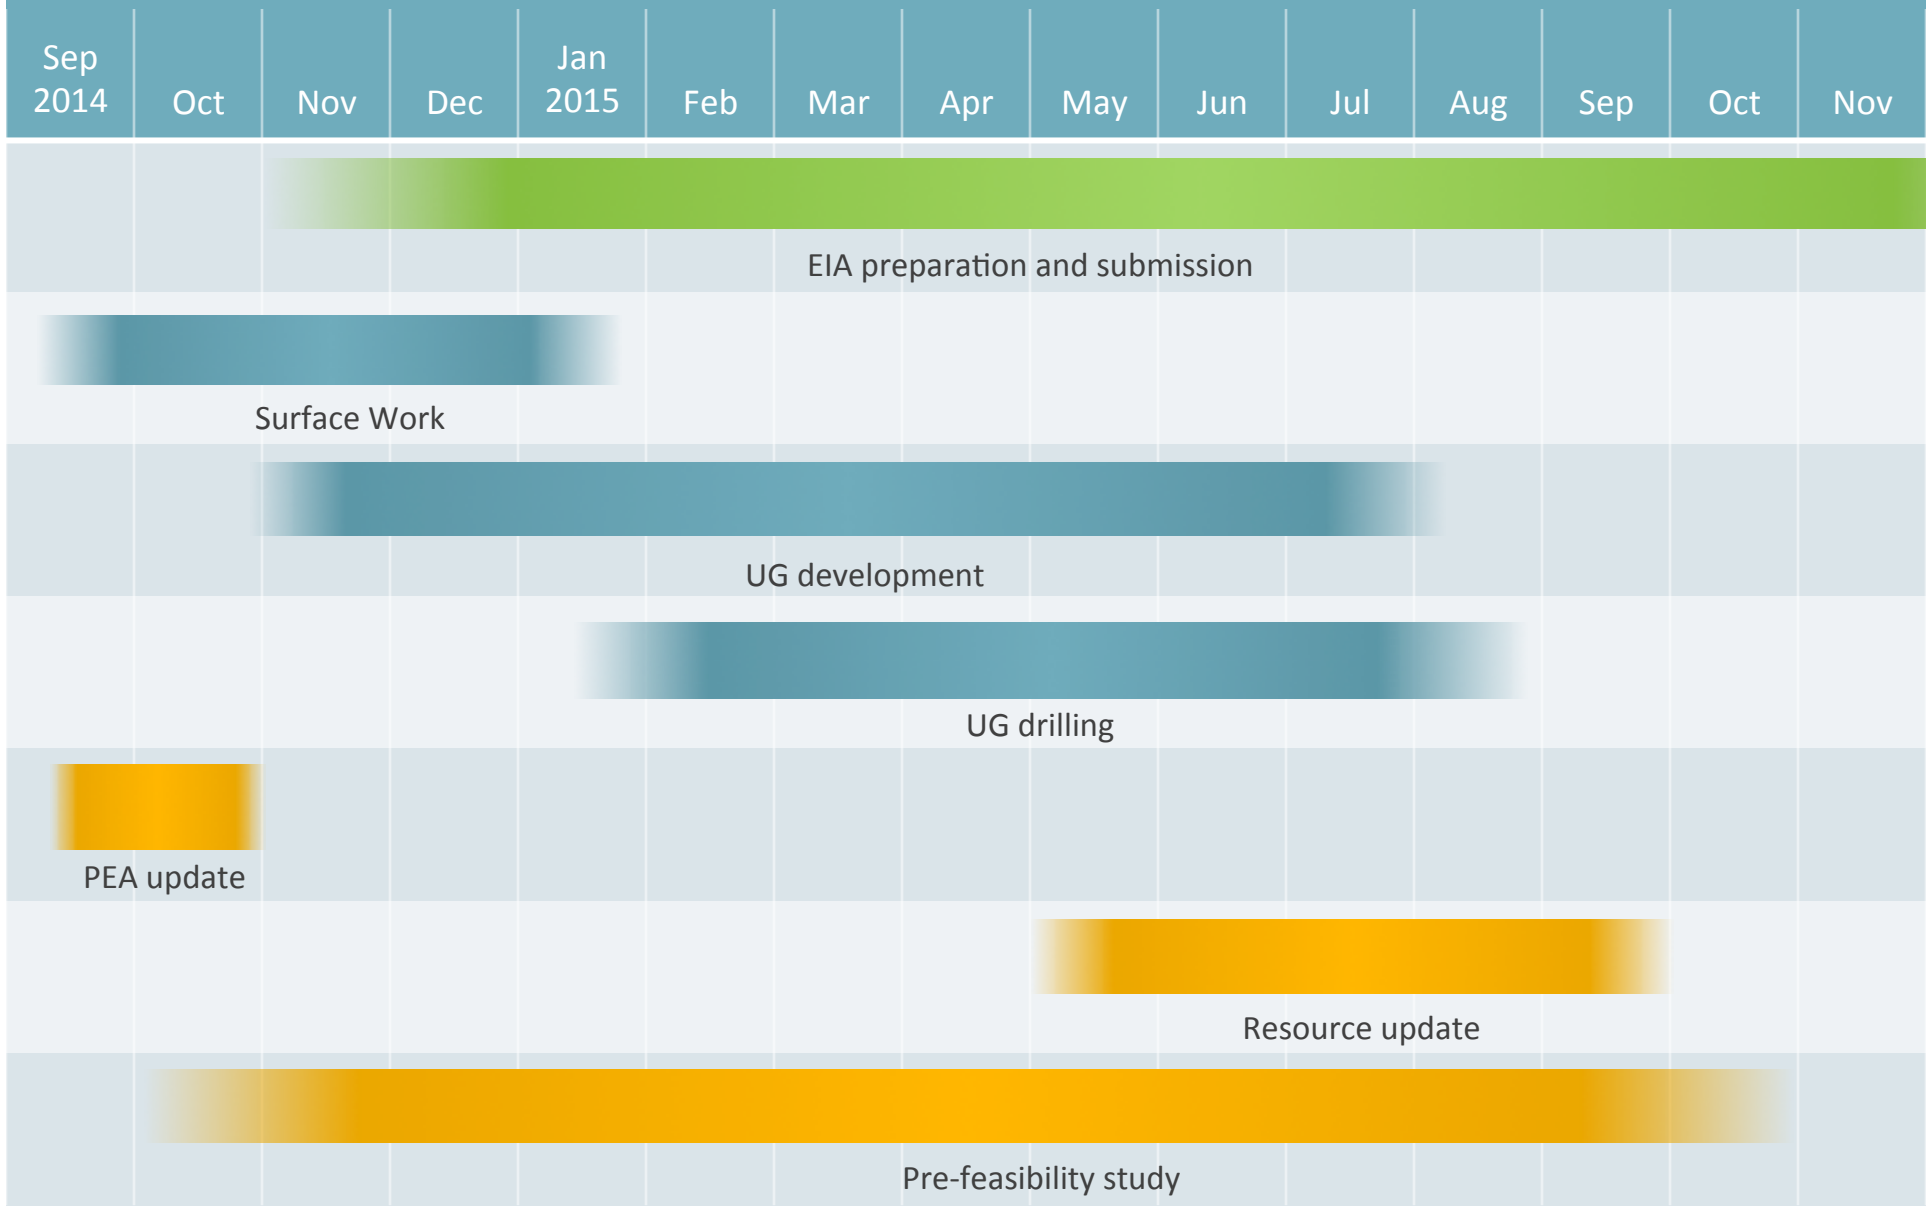 Sep
2014
Oct
Nov
Dec
Jan
2015
Feb
Mar
Apr
May
Jun
Jul
Aug
Sep
Oct
Nov
EIA preparation and submission
Surface Work
UG development
UG drilling
PEA update
Resource update
Pre-feasibility study